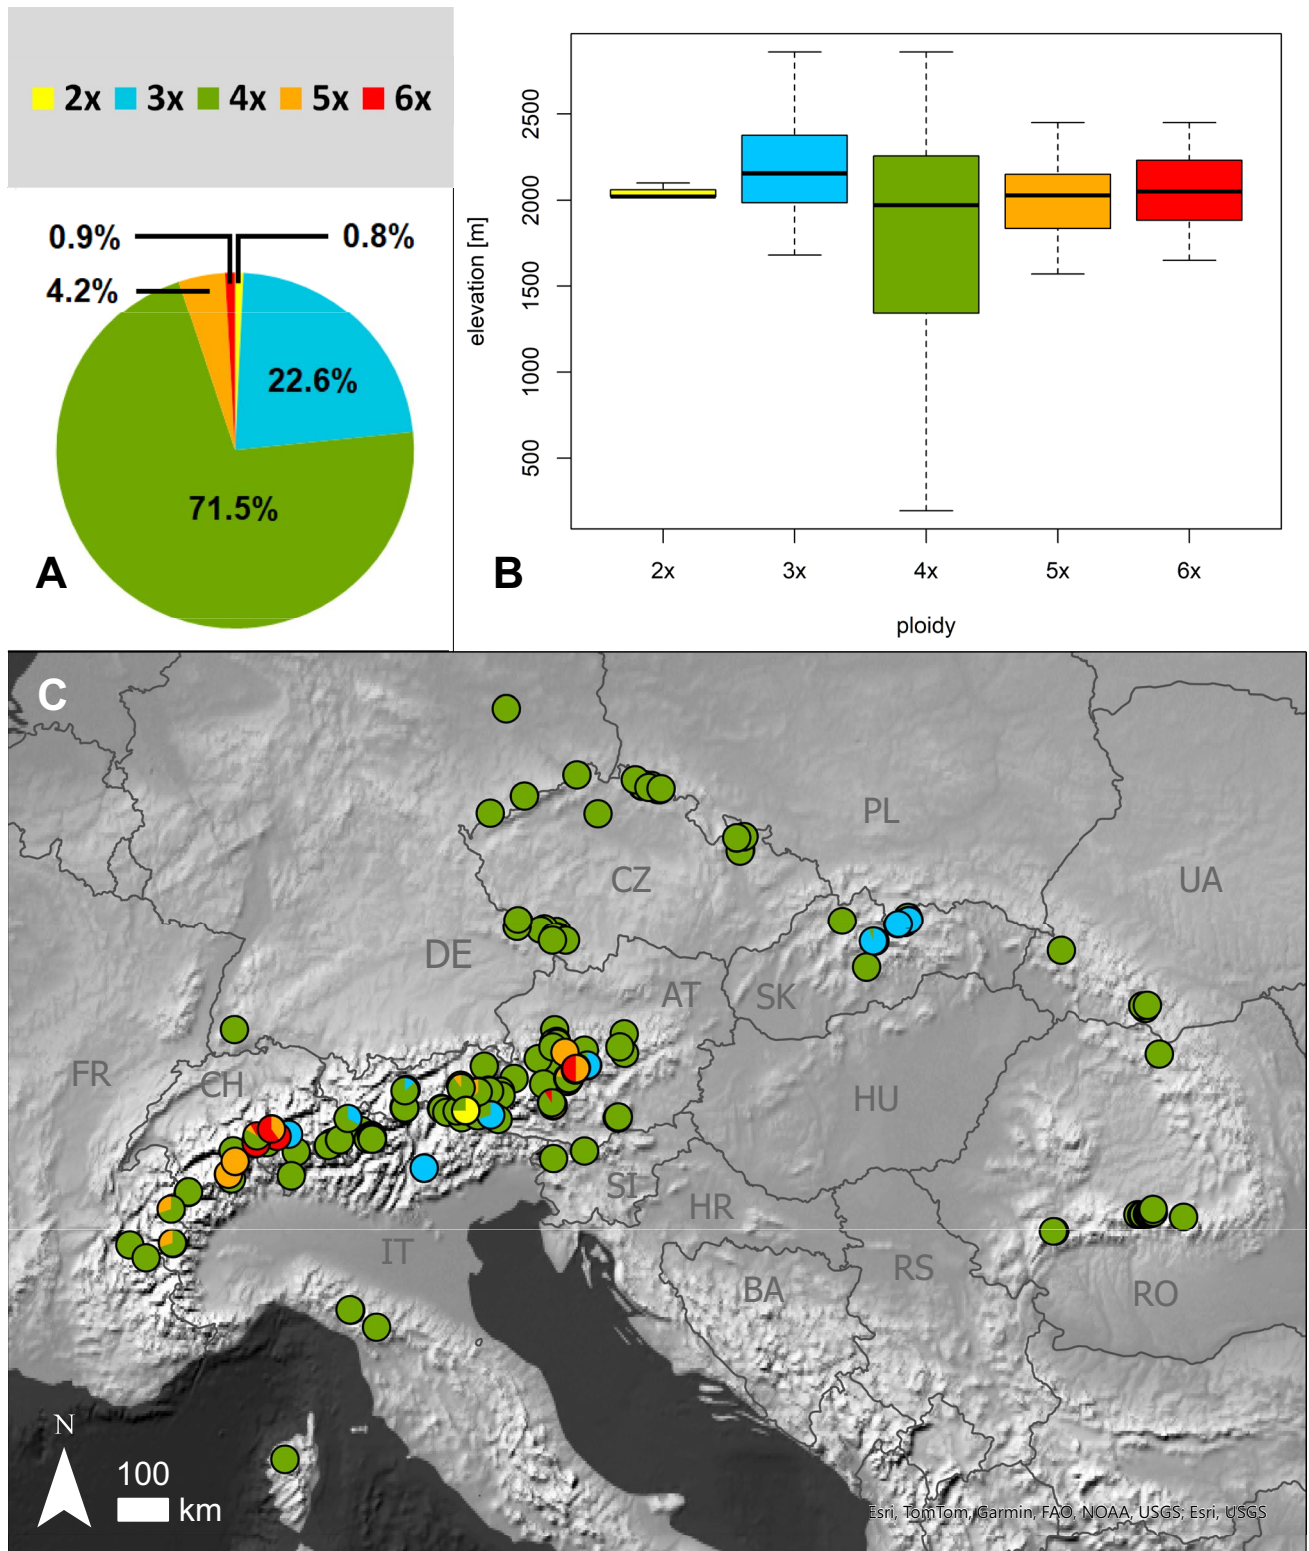 2x 3x 4x 5x 6x
0.9% 0.8%
4.2%
22.6%
71.5%
A
elevation [m]
2500
2000
1500
1000
500
2x 3x 4x 5x 6x
ploidy
B
C
PL
CZ
UA
DE
AT
SK
FR
CH
HU
SI
HR
IT
RS
BA
RO
N
100
km
Esri, TomTom, Garmin, FAO, NOAA, USGS; Esri, USGS